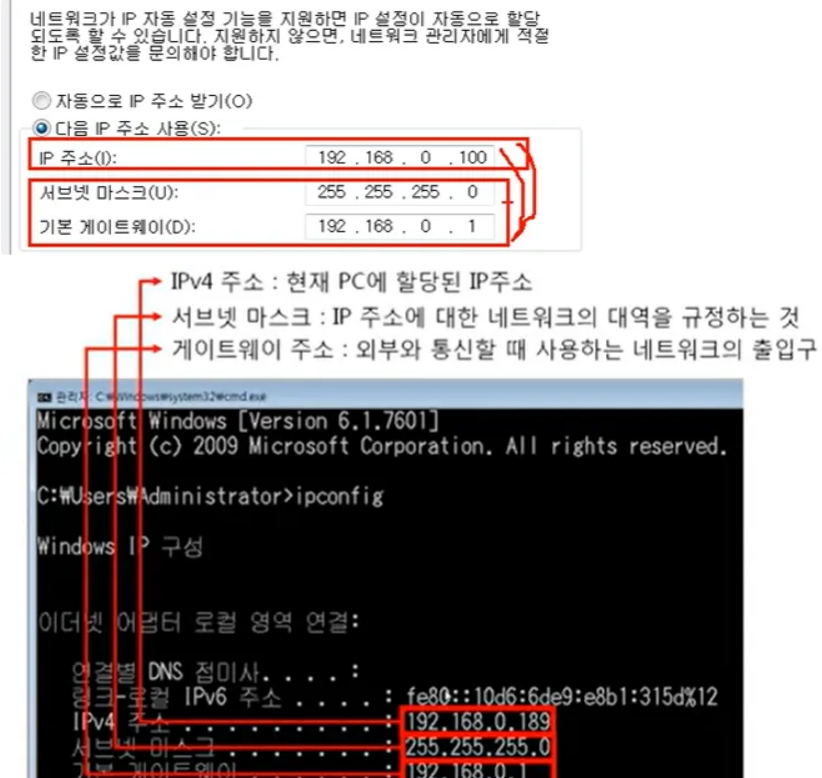 네트워크가 IP 자동 설정 기능을 지원하면 IP 설정이 자동으로 할당
되도록 할 수 있습니다. 지원하지 않으면, 네트워크 관리자에게 적절
한 IP 설정값을 문의해야 합니다.
자동으로 IP 주소 받기(O)
다음 IP 주소 사용(S):
IP 주소(I): 192 . 168 . 0 . 100
서브넷 마스크(U): 255 . 255 . 255 . 0
기본 게이트웨이(D): 192 . 168 . 0 . 1
IPv4 주소 : 현재 PC에 할당된 IP주소
서브넷 마스크 : IP 주소에 대한 네트워크의 대역을 규정하는 것
게이트웨이 주소 : 외부와 통신할 때 사용하는 네트워크의 출입구
관리자: C:₩Windows₩system32₩cmd.exe
Microsoft Windows [Version 6.1.7601]
Copyright (c) 2009 Microsoft Corporation. All rights reserved.
C:₩Users₩Administrator>ipconfig
Windows IP 구성
이더넷 어댑터 로컬 영역 연결:
연결별 DNS 접미사. . . . :
링크-로컬 IPv6 주소 . . . . : fe80::10d6:6de9:e8b1:315d%12
IPv4 주소 . . . . . . . . . : 192.168.0.189
서브넷 마스크 . . . . . . . : 255.255.255.0
기본 게이트웨이 . . . . . . : 192.168.0.1